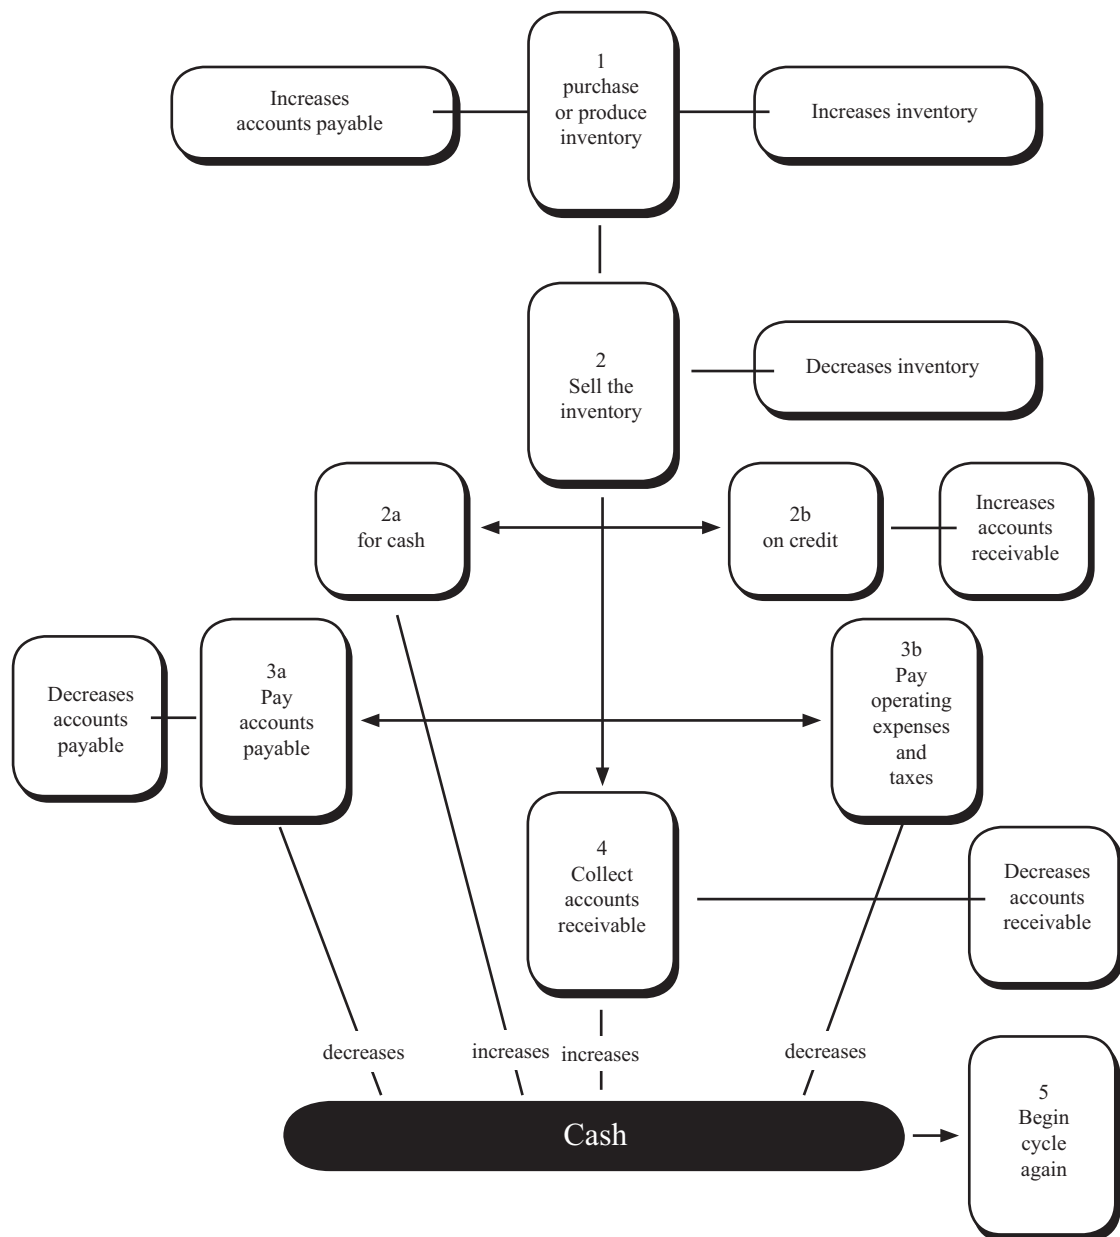 1
purchase
or produce
inventory
Increases
accounts payable
Increases inventory
2
Sell the
inventory
Decreases inventory
2a
for cash
2b
on credit
Increases
accounts
receivable
Decreases
accounts
payable
3a
Pay
accounts
payable
3b
Pay
operating
expenses
and
taxes
4
Collect
accounts
receivable
Decreases
accounts
receivable
decreases
increases
increases
decreases
Cash
5
Begin
cycle
again